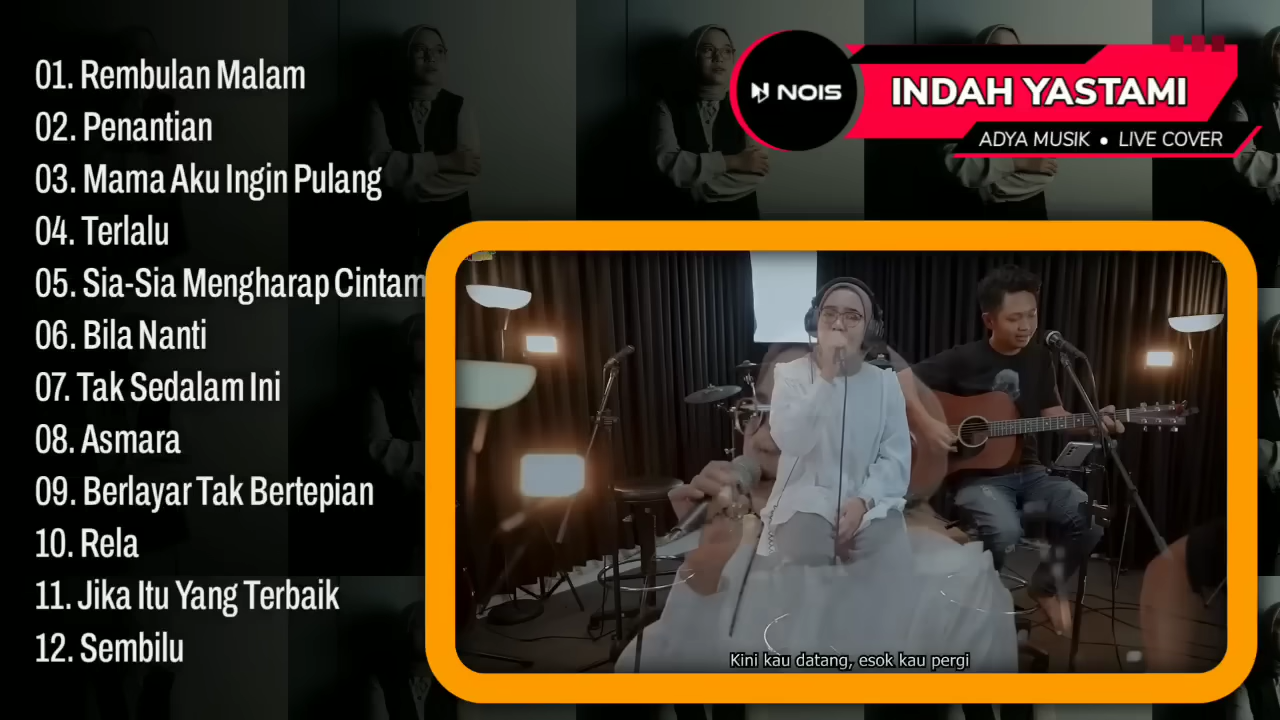 01. Rembulan Malam
02. Penantian
03. Mama Aku Ingin Pulang
04. Terlalu
05. Sia-Sia Mengharap Cintam
06. Bila Nanti
07. Tak Sedalam Ini
08. Asmara
09. Berlayar Tak Bertepian
10. Rela
11. Jika Itu Yang Terbaik
12. Sembilu
NOIS
INDAH YASTAMI
ADYA MUSIK • LIVE COVER
Kini kau datang, esok kau pergi